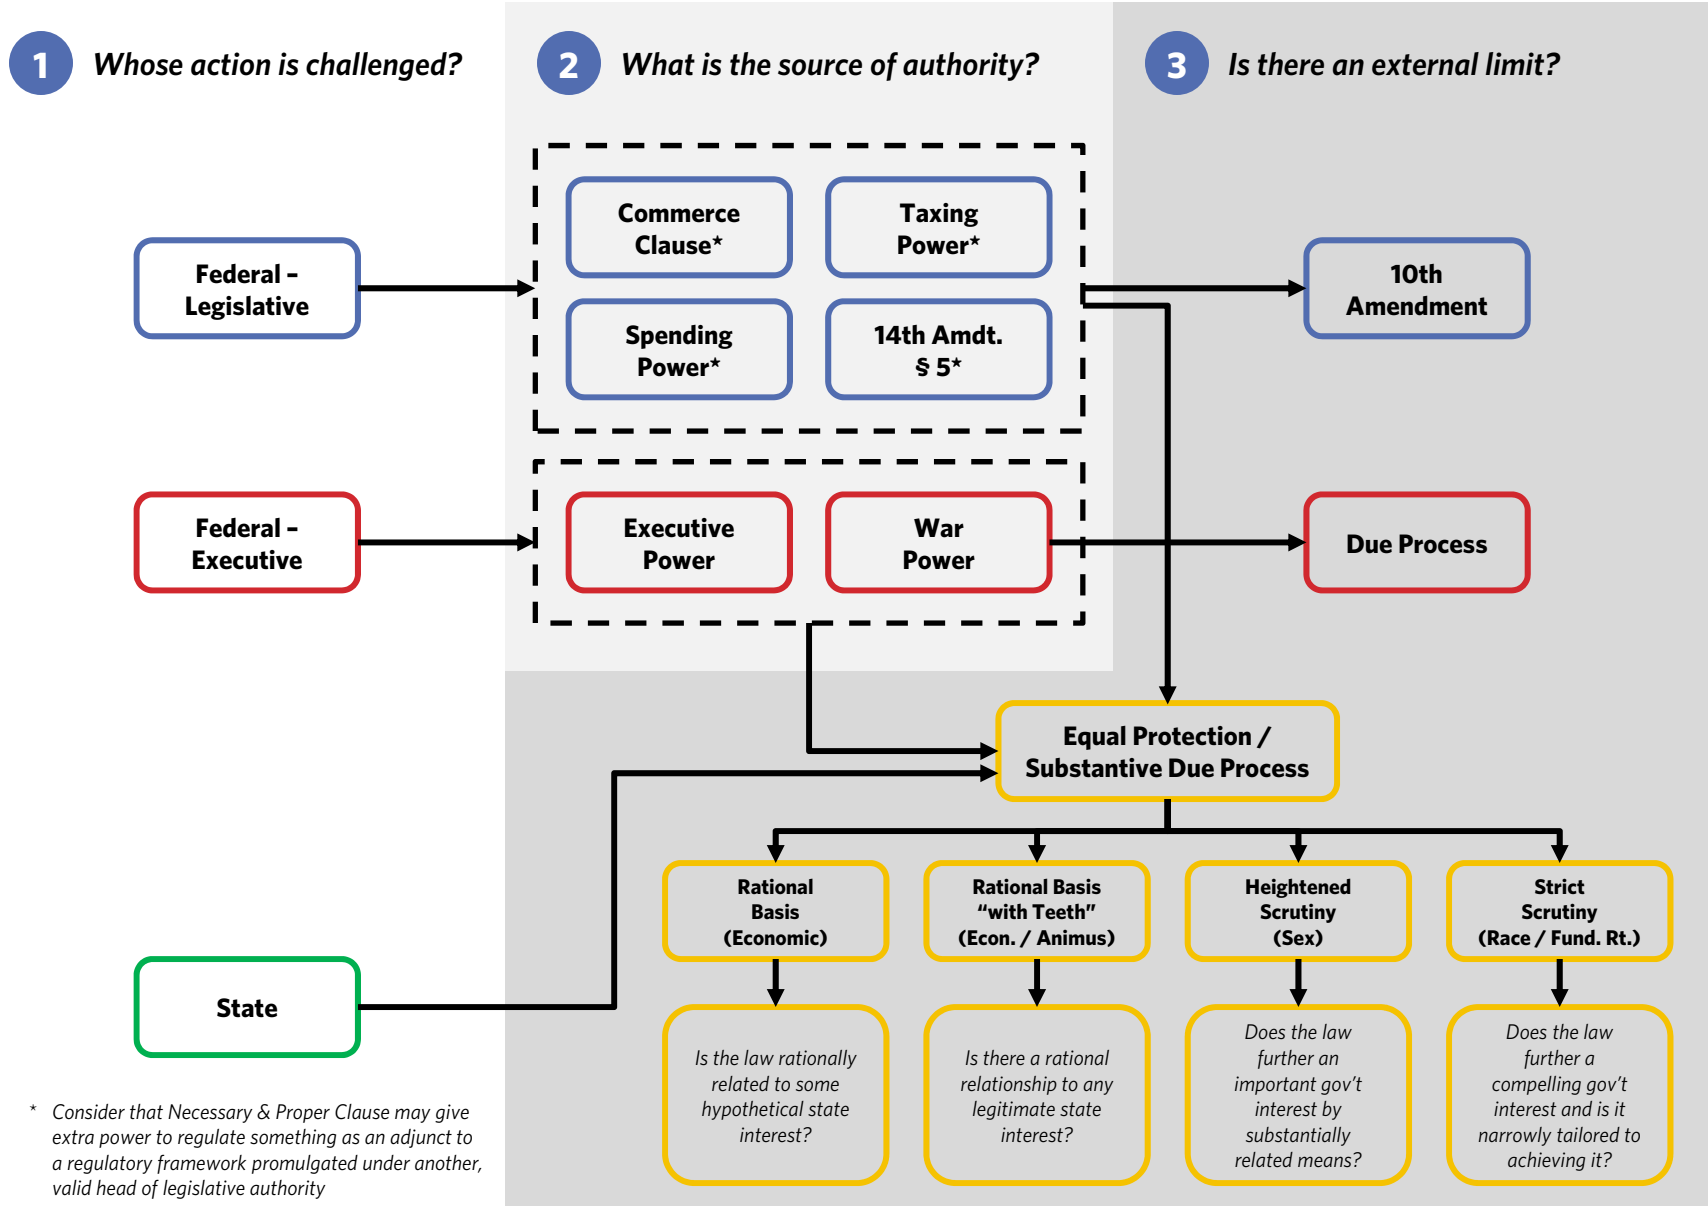 1 Whose action is challenged?
2 What is the source of authority?
3 Is there an external limit?
Federal –
Legislative
Commerce
Clause*
Taxing
Power*
Spending
Power*
14th Amdt.
§ 5*
10th
Amendment
Federal –
Executive
Executive
Power
War
Power
Due Process
Equal Protection /
Substantive Due Process
State
Rational
Basis
(Economic)
Rational Basis
“with Teeth”
(Econ. / Animus)
Heightened
Scrutiny
(Sex)
Strict
Scrutiny
(Race / Fund. Rt.)
Is the law rationally
related to some
hypothetical state
interest?
Is there a rational
relationship to any
legitimate state
interest?
Does the law
further an
important gov’t
interest by
substantially
related means?
Does the law
further a
compelling gov’t
interest and is it
narrowly tailored to
achieving it?
* Consider that Necessary & Proper Clause may give
extra power to regulate something as an adjunct to
a regulatory framework promulgated under another,
valid head of legislative authority